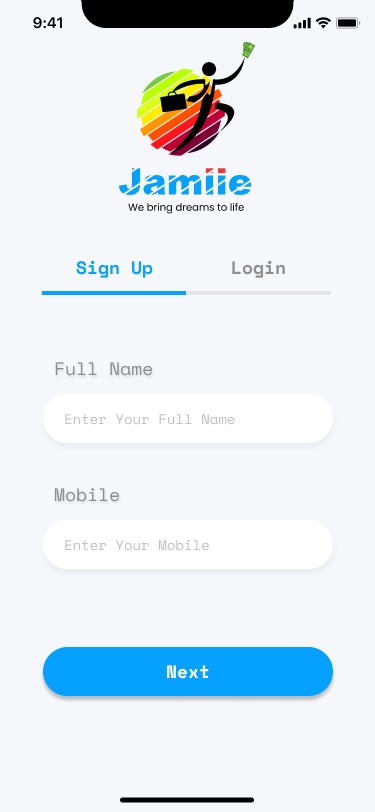 9:41
Jamiie
We bring dreams to life
Sign Up
Login
Full Name
Enter Your Full Name
Mobile
Enter Your Mobile
Next